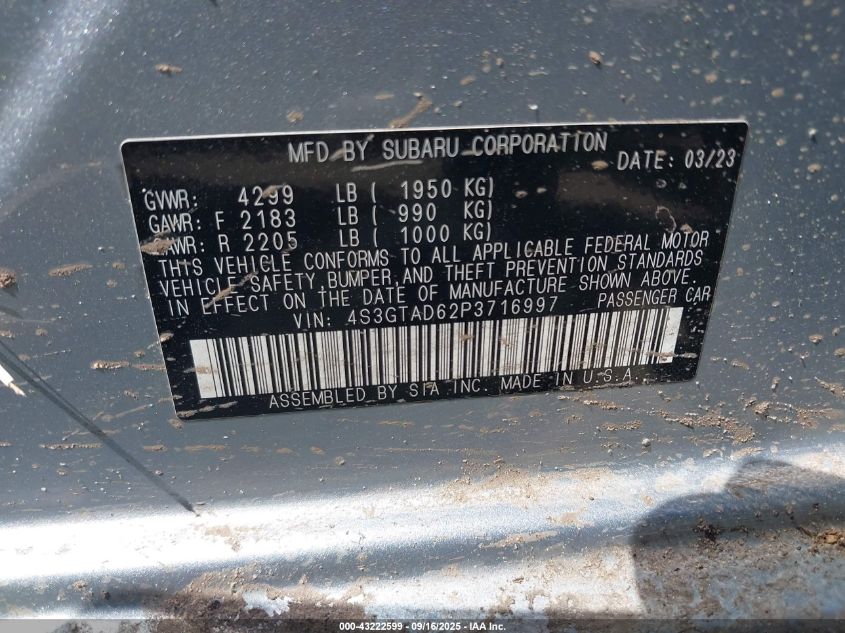 MFD BY SUBARU CORPORATION DATE: 03/23
GVWR: 4299 LB ( 1950 KG)
GAWR: F 2183 LB ( 990 KG)
GAWR: R 2205 LB ( 1000 KG)
THIS VEHICLE CONFORMS TO ALL APPLICABLE FEDERAL MOTOR
VEHICLE SAFETY, BUMPER, AND THEFT PREVENTION STANDARDS
IN EFFECT ON THE DATE OF MANUFACTURE SHOWN ABOVE.
VIN: 4S3GTAD62P3716997 PASSENGER CAR
ASSEMBLED BY SIA INC. MADE IN U.S.A.
000-43222599 - 09/16/2025 - IAA Inc.